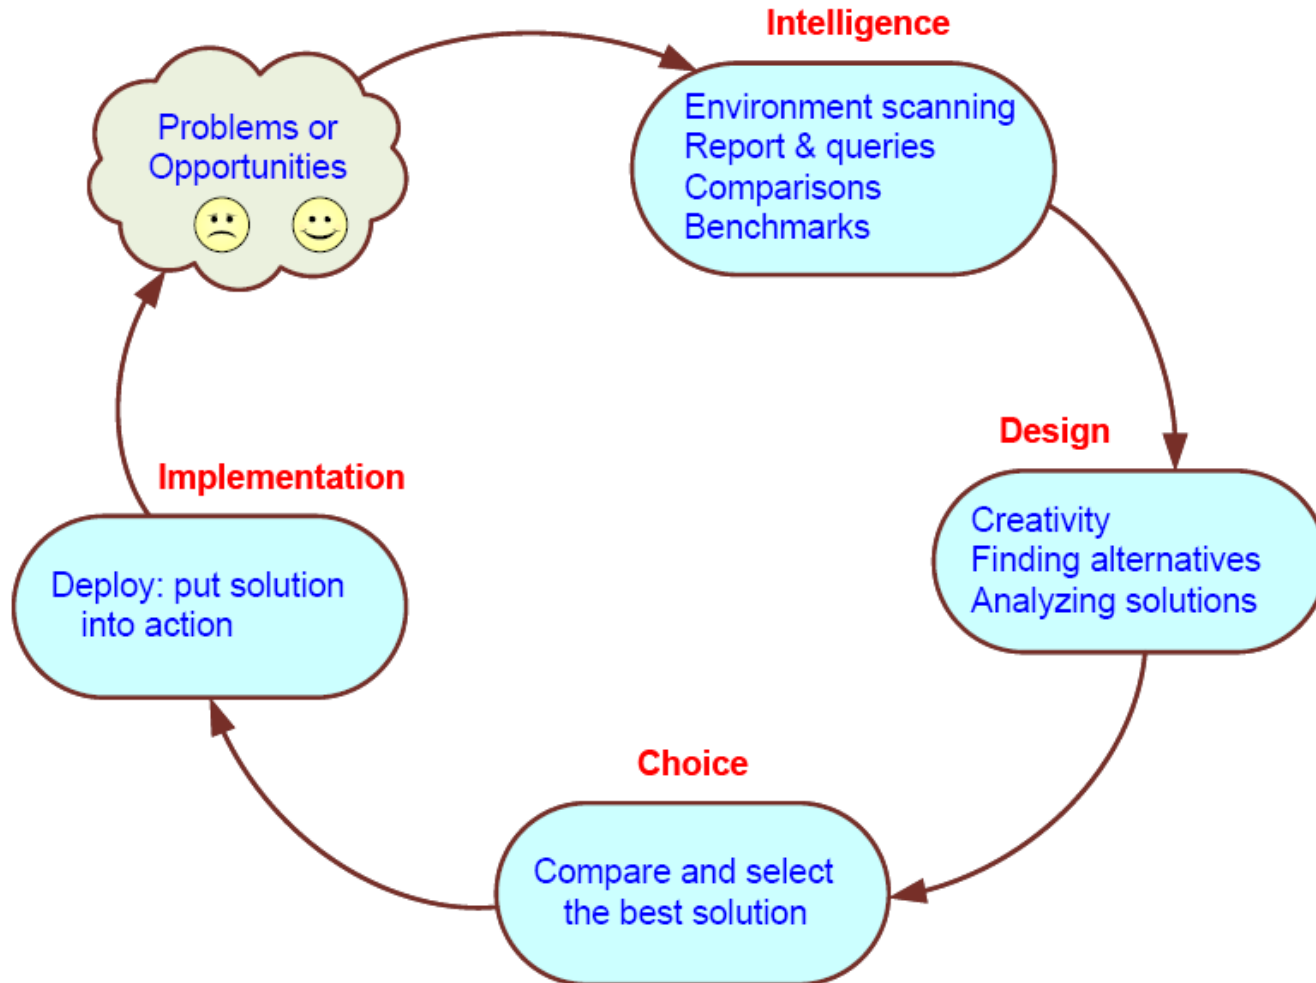 Intelligence
Problems or
Opportunities
Environment scanning
Report & queries
Comparisons
Benchmarks
Design
Creativity
Finding alternatives
Analyzing solutions
Choice
Compare and select
the best solution
Implementation
Deploy: put solution
into action